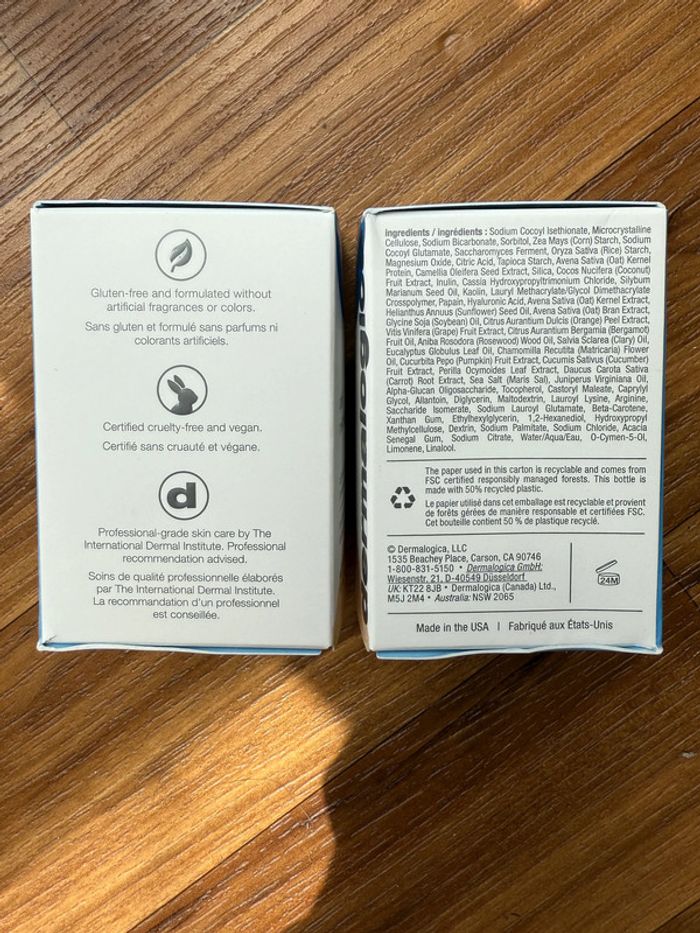 Gluten-free and formulated without
artificial fragrances or colors.
Sans gluten et formulé sans parfums ni
colorants artificiels.
Certified cruelty-free and vegan.
Certifié sans cruauté et végane.
d
Professional-grade skin care by The
International Dermal Institute. Professional
recommendation advised.
Soins de qualité professionnelle élaborés
par The International Dermal Institute.
La recommandation d'un professionnel
est conseillée.
Ingredients / ingrédients : Sodium Cocoyl Isethionate, Microcrystalline
Cellulose, Sodium Bicarbonate, Sorbitol, Zea Mays (Corn) Starch, Sodium
Cocoyl Glutamate, Saccharomyces Ferment, Oryza Sativa (Rice) Starch,
Magnesium Oxide, Citric Acid, Tapioca Starch, Avena Sativa (Oat) Kernel
Protein, Camellia Oleifera Seed Extract, Silica, Cocos Nucifera (Coconut)
Fruit Extract, Inulin, Cassia Hydroxypropyltrimonium Chloride, Silybum
Marianum Seed Oil, Kaolin, Lauryl Methacrylate/Glycol Dimethacrylate
Crosspolymer, Papain, Hyaluronic Acid, Avena Sativa (Oat) Kernel Extract,
Helianthus Annuus (Sunflower) Seed Oil, Avena Sativa (Oat) Bran Extract,
Glycine Soja (Soybean) Oil, Citrus Aurantium Dulcis (Orange) Peel Extract,
Vitis Vinifera (Grape) Fruit Extract, Citrus Aurantium Bergamia (Bergamot)
Fruit Oil, Aniba Rosodora (Rosewood) Wood Oil, Salvia Sclarea (Clary) Oil,
Eucalyptus Globulus Leaf Oil, Chamomilla Recutita (Matricaria) Flower
Oil, Cucurbita Pepo (Pumpkin) Fruit Extract, Cucumis Sativus (Cucumber)
Fruit Extract, Perilla Ocymoides Leaf Extract, Daucus Carota Sativa
(Carrot) Root Extract, Sea Salt (Maris Sal), Juniperus Virginiana Oil,
Alpha-Glucan Oligosaccharide, Tocopherol, Castoryl Maleate, Caprylyl
Glycol, Allantoin, Diglycerin, Maltodextrin, Lauroyl Lysine, Arginine,
Saccharide Isomerate, Sodium Lauroyl Glutamate, Beta-Carotene,
Xanthan Gum, Ethylhexylglycerin, 1,2-Hexanediol, Hydroxypropyl
Methylcellulose, Dextrin, Sodium Palmitate, Sodium Chloride, Acacia
Senegal Gum, Sodium Citrate, Water/Aqua/Eau, O-Cymen-5-Ol,
Limonene, Linalool.
The paper used in this carton is recyclable and comes from
FSC certified responsibly managed forests. This bottle is
made with 50% recycled plastic.
Le papier utilisé dans cet emballage est recyclable et provient
de forêts gérées de manière responsable et certifiées FSC.
Cet bouteille contient 50 % de plastique recyclé.
© Dermalogica, LLC
1535 Beachey Place, Carson, CA 90746
1-800-831-5150 • Dermalogica GmbH:
Wiesenstr. 21, D-40549 Düsseldorf
UK: KT22 8JB • Dermalogica (Canada) Ltd.,
M5J 2M4 • Australia: NSW 2065
24M
Made in the USA | Fabriqué aux États-Unis